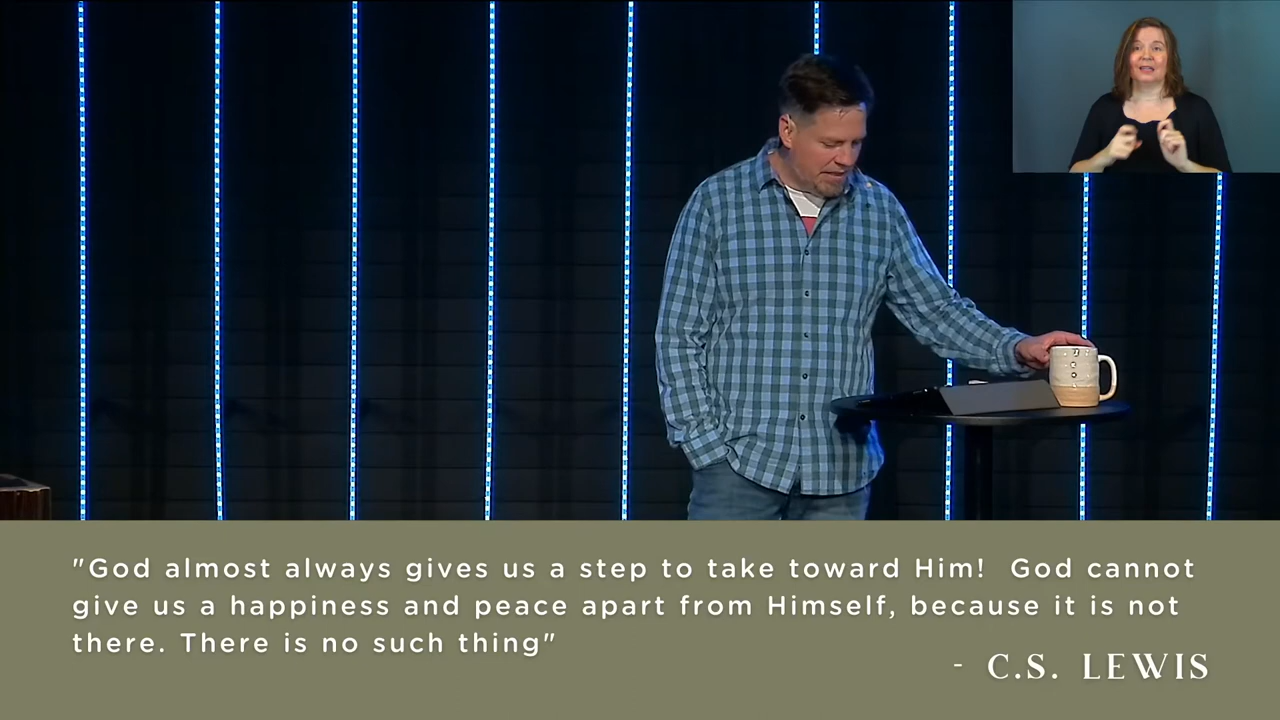 "God almost always gives us a step to take toward Him!  God cannot
give us a happiness and peace apart from Himself, because it is not
there. There is no such thing"
- C.S. LEWIS